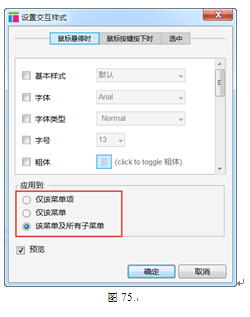 设置交互样式
鼠标悬停时 鼠标按键按下时 选中
基本样式 默认
字体 Arial
字体类型 Normal
字号 13
粗体 B (click to toggle 粗体)
应用到:
仅该菜单项
仅该菜单
该菜单及所有子菜单
预览
确定 取消
图 75.